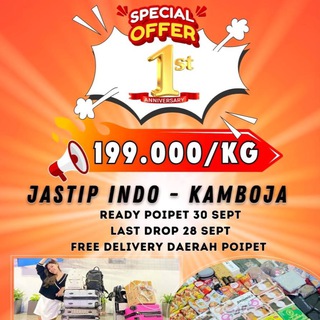 SPECIAL
OFFER
1st
ANNIVERSARY
199.000/KG
JASTIP INDO - KAMBOJA
READY POIPET 30 SEPT
LAST DROP 28 SEPT
FREE DELIVERY DAERAH POIPET